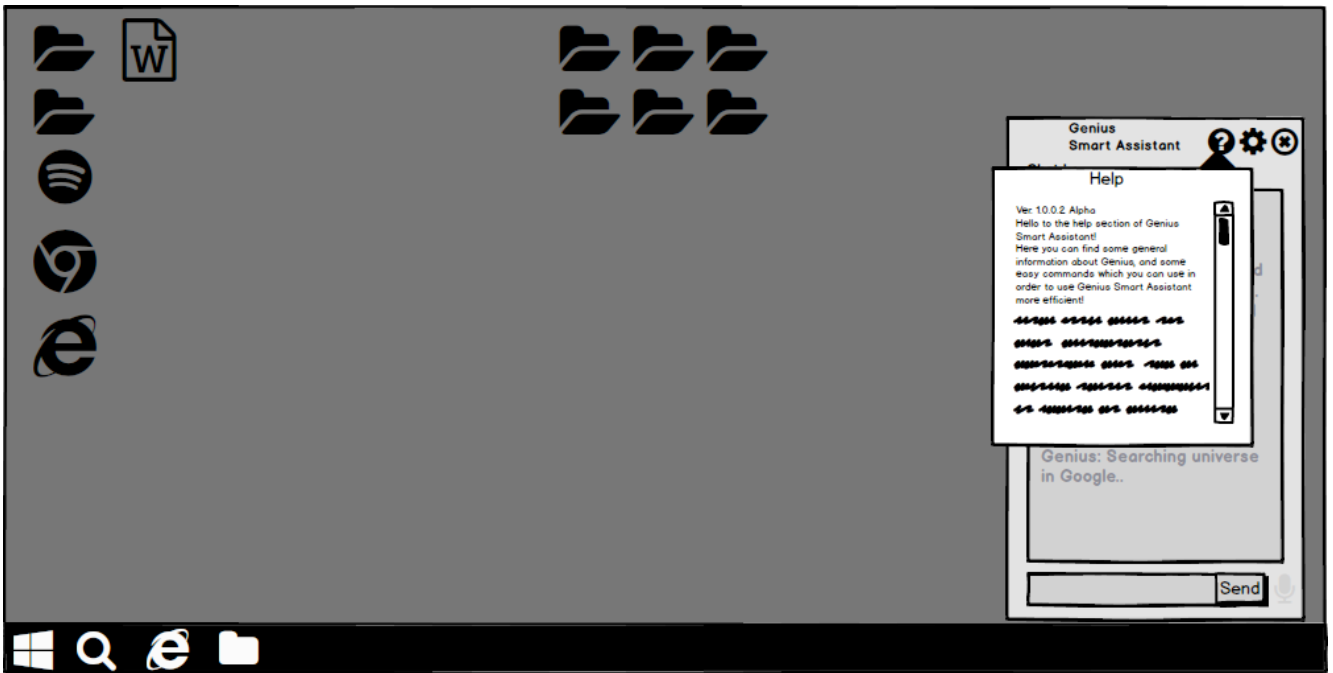 W
Genius
Smart Assistant
Help
Ver. 1.0.0.2 Alpha
Hello to the help section of Genius
Smart Assistant!
Here you can find some general
information about Genius, and some
easy commands which you can use in
order to use Genius Smart Assistant
more efficient!
Genius: Searching universe
in Google..
Send